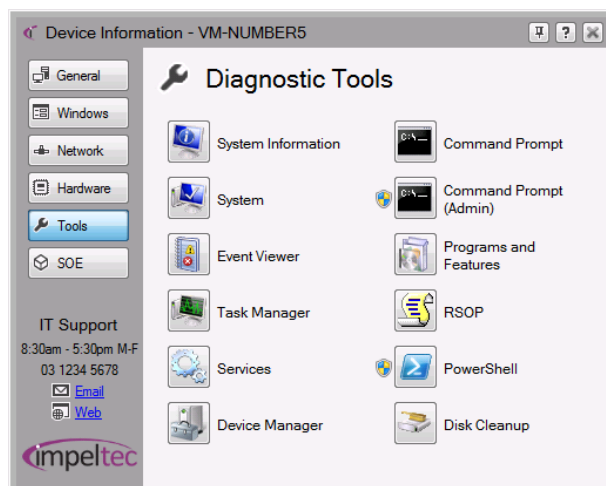 Device Information - VM-NUMBER5
General
Windows
Network
Hardware
Tools
SOE
IT Support
8:30am - 5:30pm M-F
03 1234 5678
Email
Web
impeltec
Diagnostic Tools
System Information
System
Event Viewer
Task Manager
Services
Device Manager
C:\_
Command Prompt
C:\_
Command Prompt
(Admin)
Programs and
Features
RSOP
PowerShell
Disk Cleanup